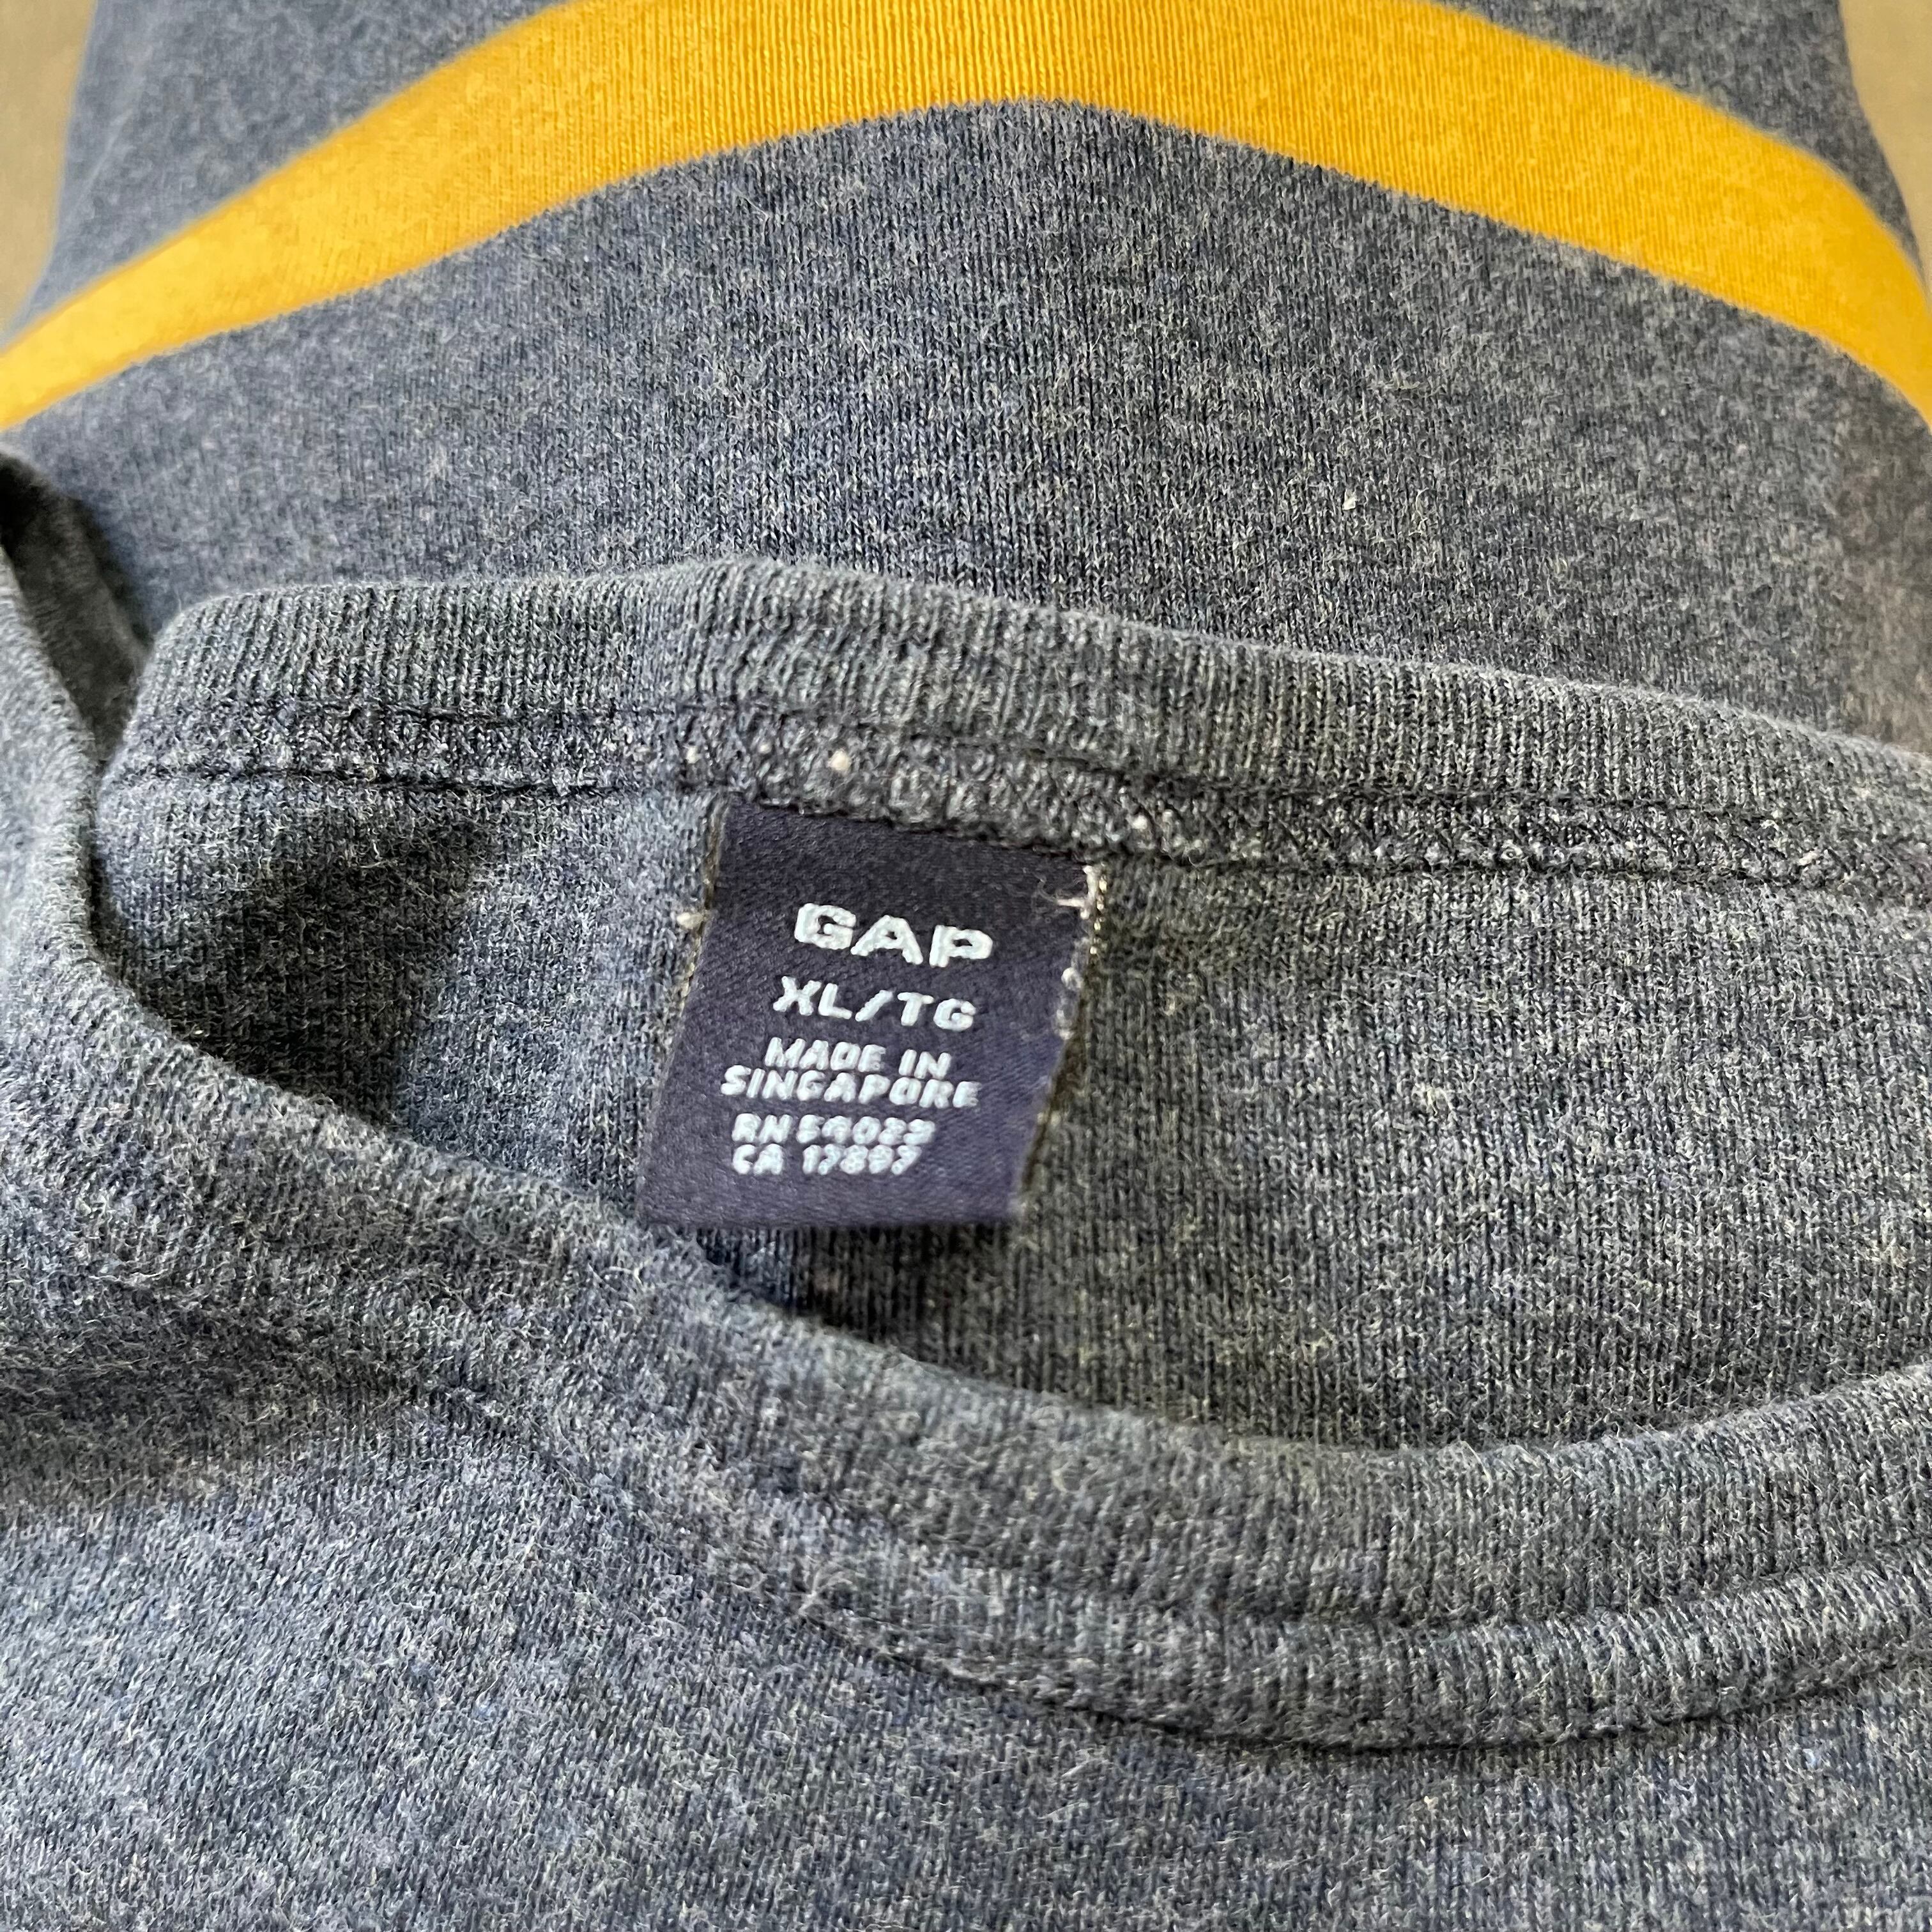 GAP
XL/TG
MADE IN
SINGAPORE
RN 54023
CA 17897